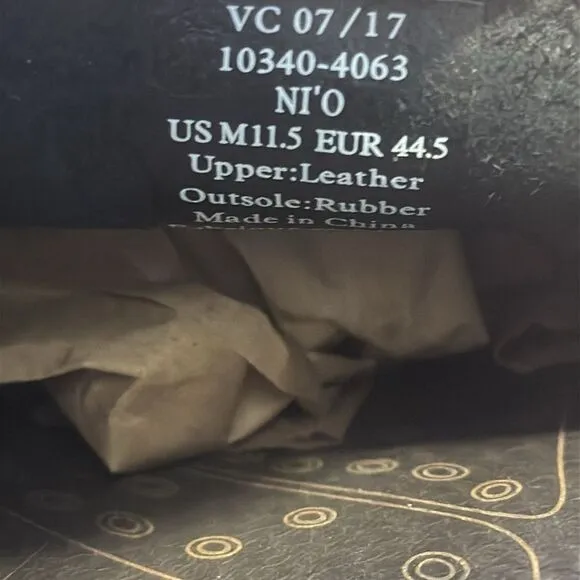 VC 07/17
10340-4063
NI'O
US M11.5 EUR 44.5
Upper:Leather
Outsole:Rubber
Made in China